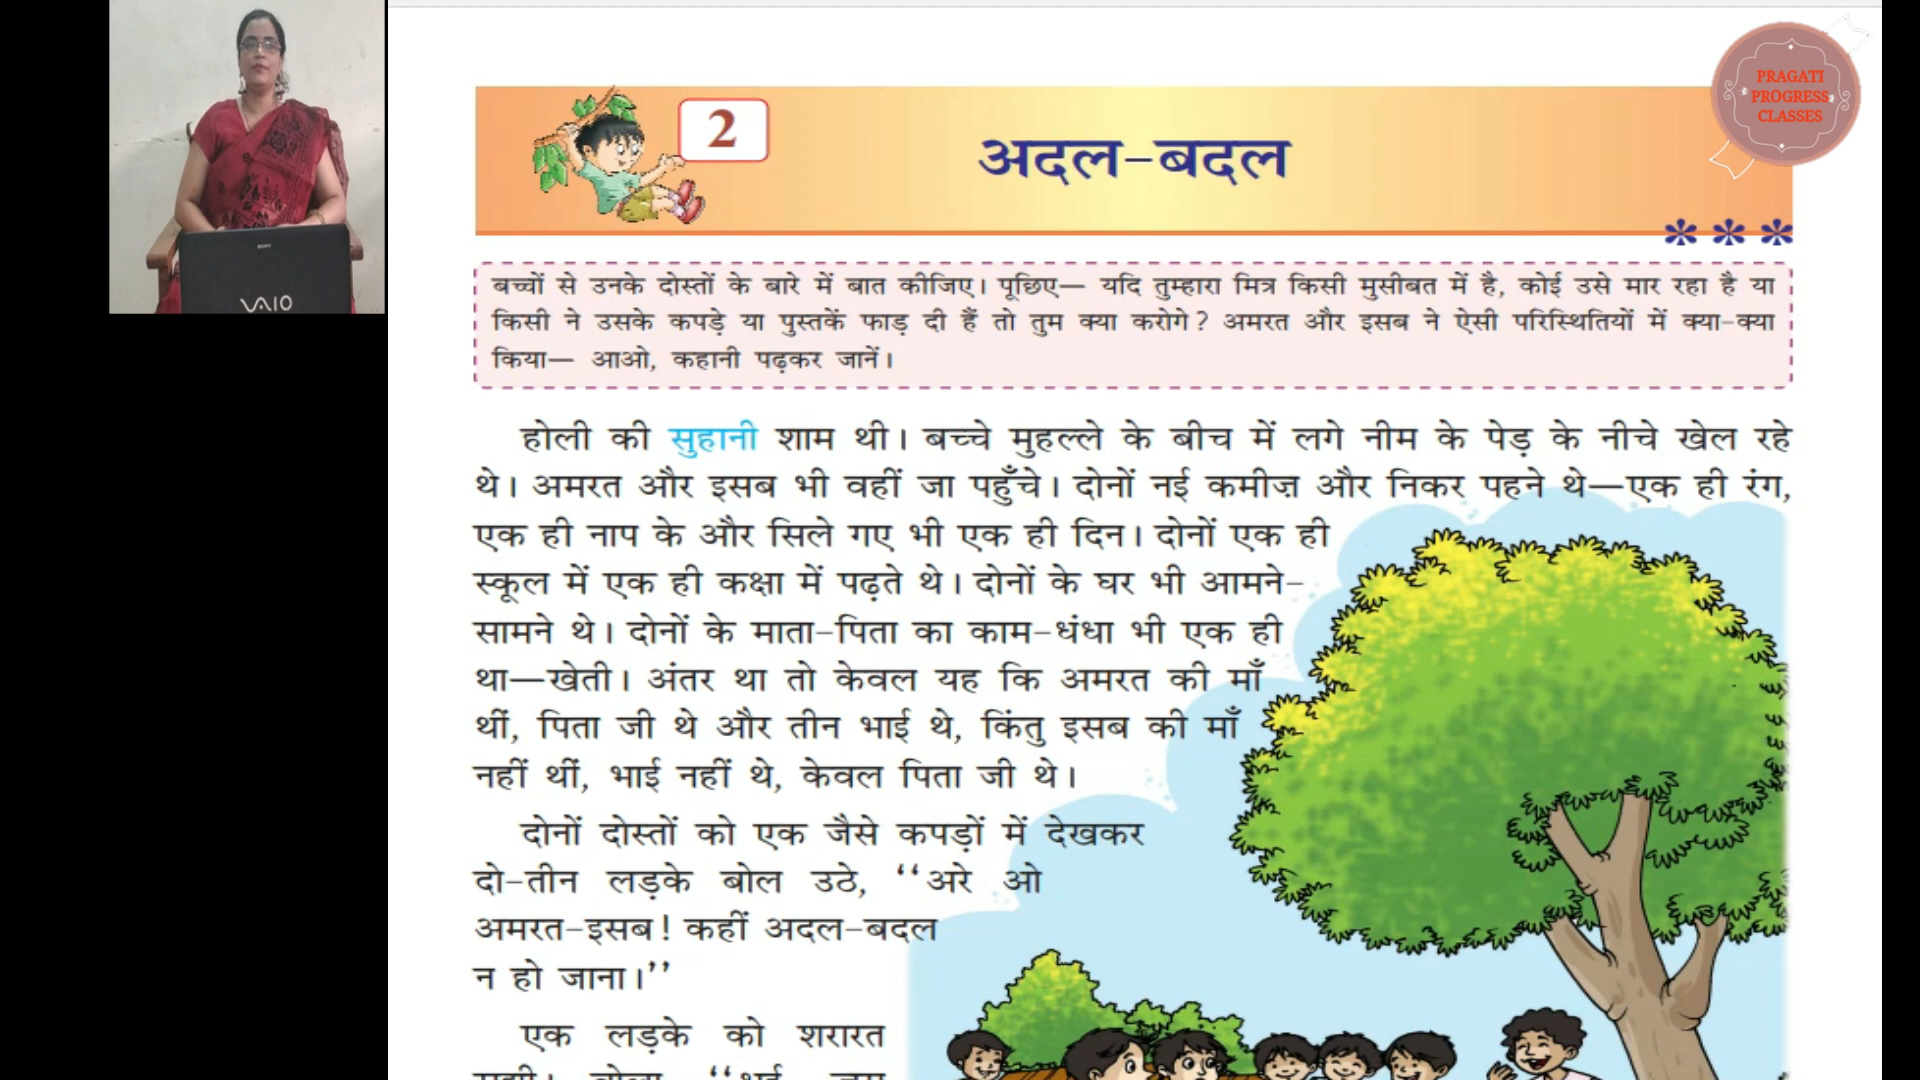 PRAGATI
PROGRESS
CLASSES
2
अदल-बदल
* * *
बच्चों से उनके दोस्तों के बारे में बात कीजिए। पूछिए— यदि तुम्हारा मित्र किसी मुसीबत में है, कोई उसे मार रहा है या
किसी ने उसके कपड़े या पुस्तकें फाड़ दी हैं तो तुम क्या करोगे? अमरत और इसब ने ऐसी परिस्थितियों में क्या-क्या
किया— आओ, कहानी पढ़कर जानें।
होली की सुहानी शाम थी। बच्चे मुहल्ले के बीच में लगे नीम के पेड़ के नीचे खेल रहे
थे। अमरत और इसब भी वहीं जा पहुँचे। दोनों नई कमीज़ और निकर पहने थे—एक ही रंग,
एक ही नाप के और सिले गए भी एक ही दिन। दोनों एक ही
स्कूल में एक ही कक्षा में पढ़ते थे। दोनों के घर भी आमने-
सामने थे। दोनों के माता-पिता का काम-धंधा भी एक ही
था—खेती। अंतर था तो केवल यह कि अमरत की माँ
थीं, पिता जी थे और तीन भाई थे, किंतु इसब की माँ
नहीं थीं, भाई नहीं थे, केवल पिता जी थे।
दोनों दोस्तों को एक जैसे कपड़ों में देखकर
दो-तीन लड़के बोल उठे, ‘‘अरे ओ
अमरत-इसब! कहीं अदल-बदल
न हो जाना।’’
एक लड़के को शरारत
SONY
VAIO